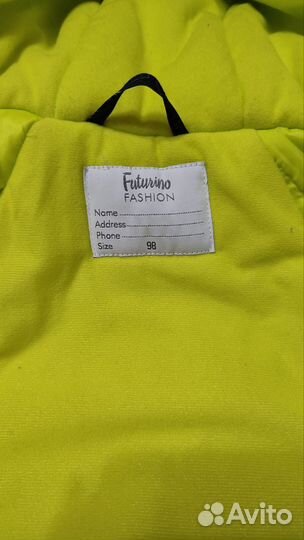 Futurino
FASHION
Name
Address
Phone
Size 98
Avito